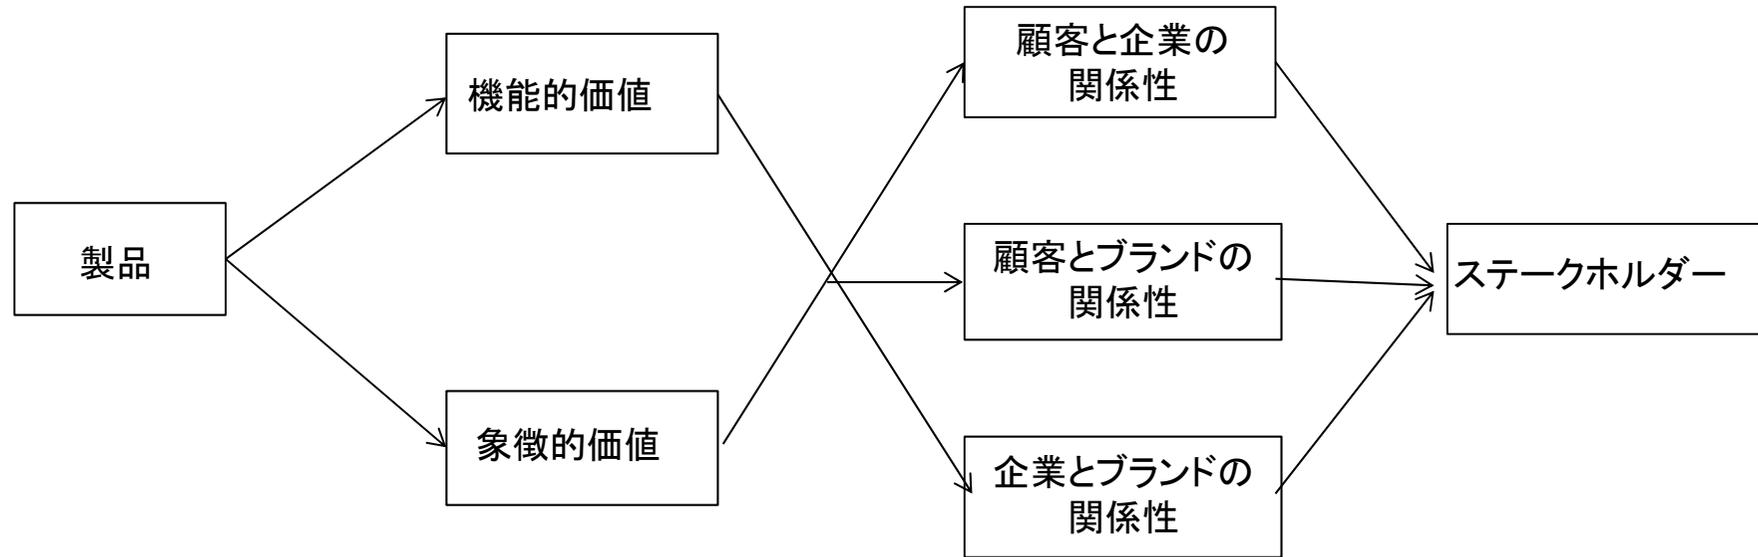 製品
機能的価値
象徴的価値
顧客と企業の
関係性
顧客とブランドの
関係性
企業とブランドの
関係性
ステークホルダー